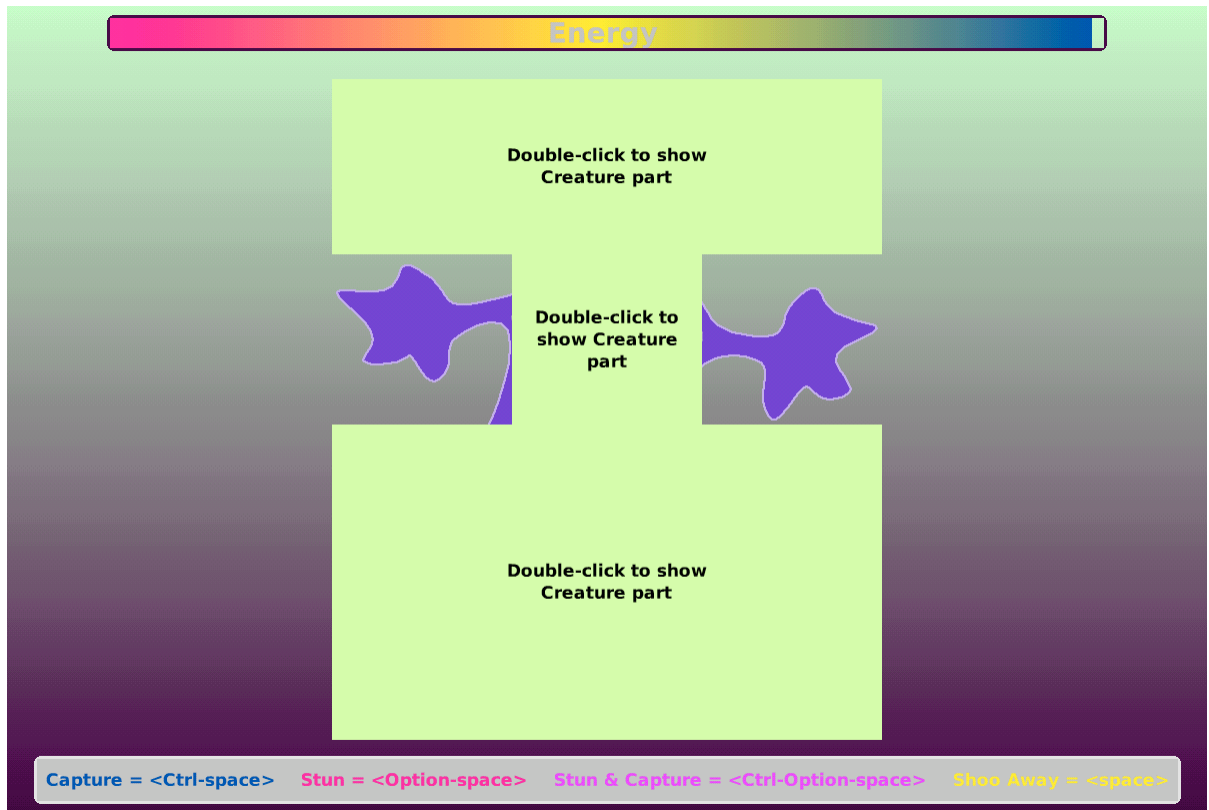 Energy
Double-click to show
Creature part
Double-click to
show Creature
part
Double-click to show
Creature part
Capture = <Ctrl-space> Stun = <Option-space> Stun & Capture = <Ctrl-Option-space> Shoo Away = <space>